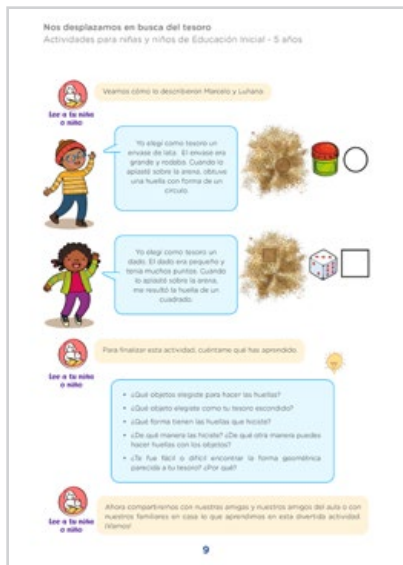 Nos desplazamos en busca del tesoro
Actividades para niñas y niños de Educación Inicial - 5 años
Veamos cómo lo describieron Marcelo y Luhana.
Lee a tu niña
o niño
Yo elegí como tesoro un
envase de lata. El envase era
grande y rodaba. Cuando lo
aplasté sobre la arena, obtuve
una huella con forma de un
círculo.
Yo elegí como tesoro un
dado. El dado era pequeño y
tenía muchos puntos. Cuando
lo aplasté sobre la arena,
me resultó la huella de un
cuadrado.
Para finalizar esta actividad, cuéntame qué has aprendido.
Lee a tu niña
o niño
• ¿Qué objetos elegiste para hacer las huellas?
• ¿Qué objeto elegiste como tu tesoro escondido?
• ¿Qué forma tienen las huellas que hiciste?
• ¿De qué manera las hiciste? ¿De qué otra manera puedes
hacer huellas con los objetos?
• ¿Te fue fácil o difícil encontrar la forma geométrica
parecida a tu tesoro? ¿Por qué?
Ahora compartiremos con nuestras amigas y nuestros amigos del aula o con
nuestros familiares en casa lo que aprendimos en esta divertida actividad.
¡Vamos!
Lee a tu niña
o niño
9